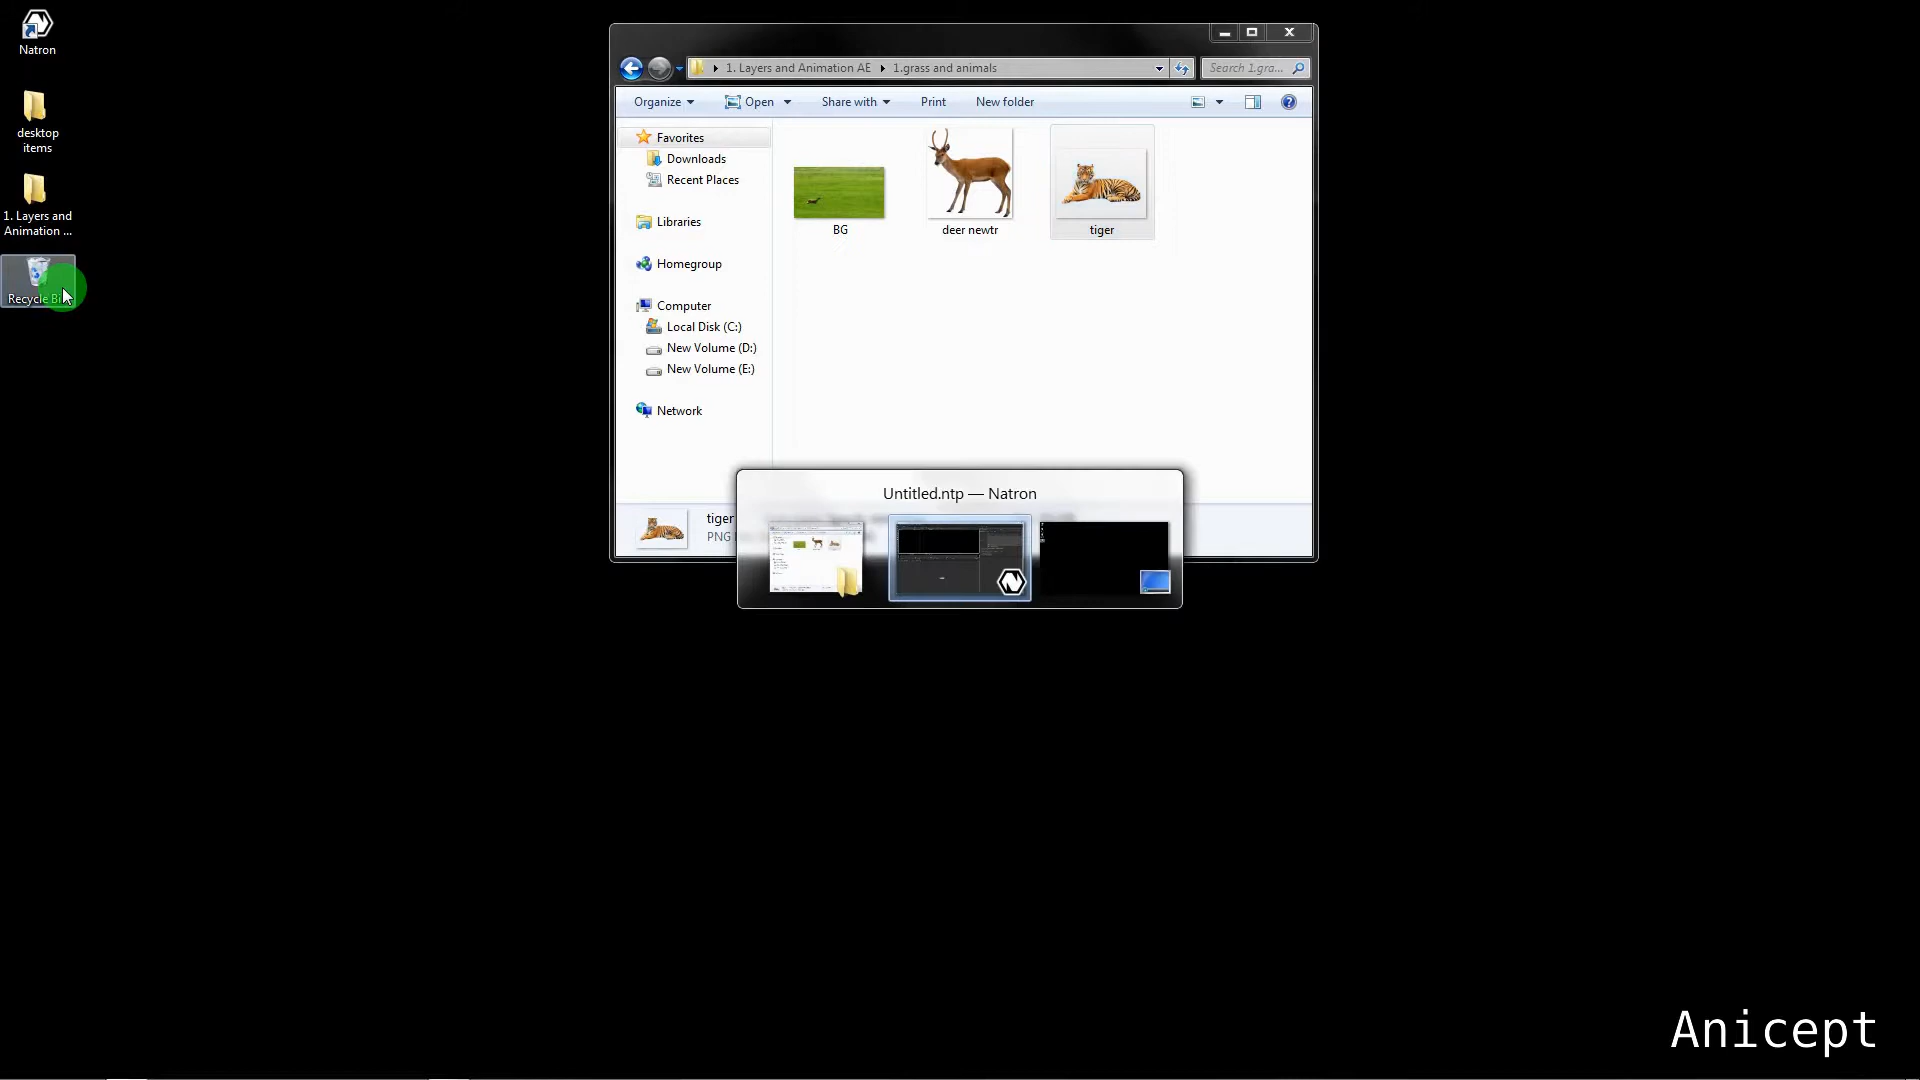 Natron
desktop
items
1. Layers and
Animation ...
Recycle Bi
1. Layers and Animation AE
1.grass and animals
Search 1.gra...
Organize
Open
Share with
Print
New folder
Favorites
Downloads
Recent Places
Libraries
Homegroup
Computer
Local Disk (C:)
New Volume (D:)
New Volume (E:)
Network
BG
deer newtr
tiger
tiger
PNG
Untitled.ntp — Natron
Anicept